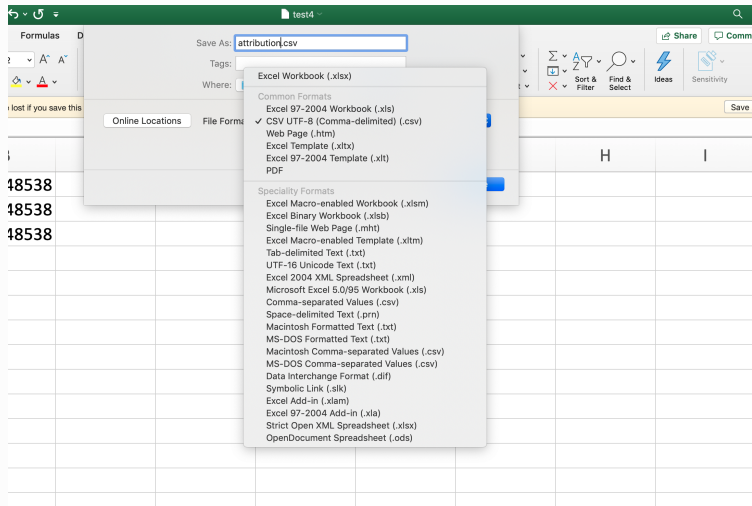 test4
Formulas
Share
Comm
Save As: attribution.csv
Tags:
Where:
Sort & Filter
Find & Select
Ideas
Sensitivity
lost if you save this
Save
Online Locations
File Forma
Excel Workbook (.xlsx)
Common Formats
Excel 97-2004 Workbook (.xls)
✓ CSV UTF-8 (Comma-delimited) (.csv)
Web Page (.htm)
Excel Template (.xltx)
Excel 97-2004 Template (.xlt)
PDF
Speciality Formats
Excel Macro-enabled Workbook (.xlsm)
Excel Binary Workbook (.xlsb)
Single-file Web Page (.mht)
Excel Macro-enabled Template (.xltm)
Tab-delimited Text (.txt)
UTF-16 Unicode Text (.txt)
Excel 2004 XML Spreadsheet (.xml)
Microsoft Excel 5.0/95 Workbook (.xls)
Comma-separated Values (.csv)
Space-delimited Text (.prn)
Macintosh Formatted Text (.txt)
MS-DOS Formatted Text (.txt)
Macintosh Comma-separated Values (.csv)
MS-DOS Comma-separated Values (.csv)
Data Interchange Format (.dif)
Symbolic Link (.slk)
Excel Add-in (.xlam)
Excel 97-2004 Add-in (.xla)
Strict Open XML Spreadsheet (.xlsx)
OpenDocument Spreadsheet (.ods)
H
I
48538
48538
48538